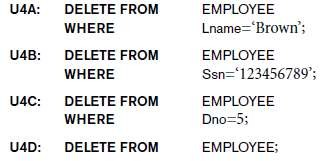 U4A: DELETE FROM EMPLOYEE
WHERE Lname=‘Brown’;
U4B: DELETE FROM EMPLOYEE
WHERE Ssn=‘123456789’;
U4C: DELETE FROM EMPLOYEE
WHERE Dno=5;
U4D: DELETE FROM EMPLOYEE;